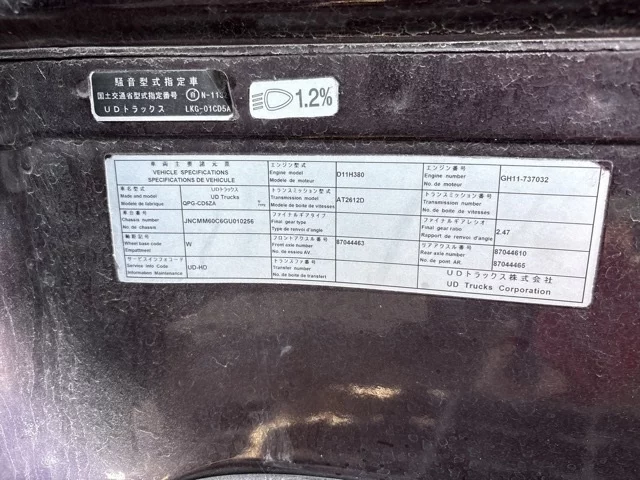 騒音型式指定車
国土交通省型式指定番号 自 N-113
UDトラックス LKG-01CD5A
1.2%
車両主要諸元票
VEHICLE SPECIFICATIONS
SPECIFICATIONS DE VEHICULE
車名型式 UDトラックス
Make and model UD Trucks
Modele de fabrique QPG-CD5ZA
車台番号
Chassis number JNCMM60C6GU010256
No. de chassis
軸距記号
Wheel base code W
Empattement
サービスインフォコード
Service Info Code UD-HD
Information Maintenance
エンジン型式
Engine model D11H380
Modele de moteur
トランスミッション型式
Transmission model AT2612D
Modele de boite de vitesses
ファイナルギアタイプ
Final gear type
Type de renvoi d'angle
フロントアクスル番号
Front axle number 87044463
No. de essieu AV.
トランスファ番号
Transfer number
No. de boite de transfert
エンジン番号
Engine number GH11-737032
No. de moteur
トランスミッション番号
Transmission number
No. de boite de vitesses
ファイナルギアレシオ
Final gear ratio 2.47
Rapport de renvoi d'angle
リアアクスル番号 87044610
Rear axle number
No. de pont AR. 87044465
UDトラックス株式会社
UD Trucks Corporation